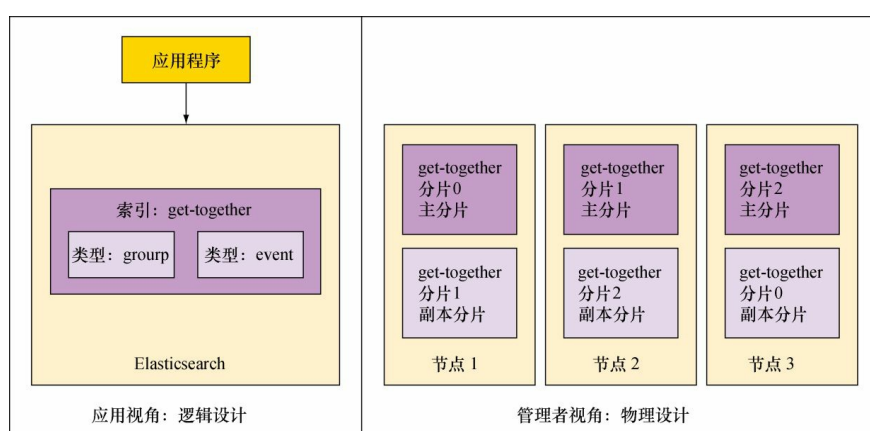 应用程序
索引：get-together
类型：grourp
类型：event
Elasticsearch
应用视角：逻辑设计
get-together
分片0
主分片
get-together
分片1
副本分片
节点 1
get-together
分片1
主分片
get-together
分片2
副本分片
节点 2
get-together
分片2
主分片
get-together
分片0
副本分片
节点 3
管理者视角：物理设计